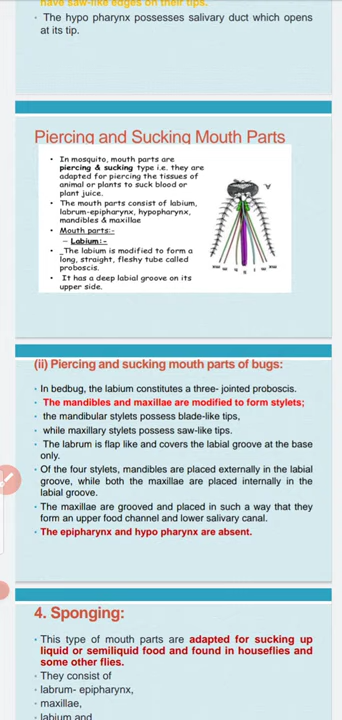 have saw-like edges on their tips.
• The hypo pharynx possesses salivary duct which opens
at its tip.
Piercing and Sucking Mouth Parts
• In mosquito, mouth parts are
piercing & sucking type i.e. they are
adapted for piercing the tissues of
animal or plants to suck blood or
plant juice.
• The mouth parts consist of labium,
labrum-epipharynx, hypopharynx,
mandibles & maxillae
• Mouth parts:-
– Labium:-
• _The labium is modified to form a
long, straight, fleshy tube called
proboscis.
• It has a deep labial groove on its
upper side.
(ii) Piercing and sucking mouth parts of bugs:
• In bedbug, the labium constitutes a three- jointed proboscis.
• The mandibles and maxillae are modified to form stylets;
• the mandibular stylets possess blade-like tips,
• while maxillary stylets possess saw-like tips.
• The labrum is flap like and covers the labial groove at the base
only.
• Of the four stylets, mandibles are placed externally in the labial
groove, while both the maxillae are placed internally in the
labial groove.
• The maxillae are grooved and placed in such a way that they
form an upper food channel and lower salivary canal.
• The epipharynx and hypo pharynx are absent.
4. Sponging:
• This type of mouth parts are adapted for sucking up
liquid or semiliquid food and found in houseflies and
some other flies.
• They consist of
• labrum- epipharynx,
• maxillae,
• labium and